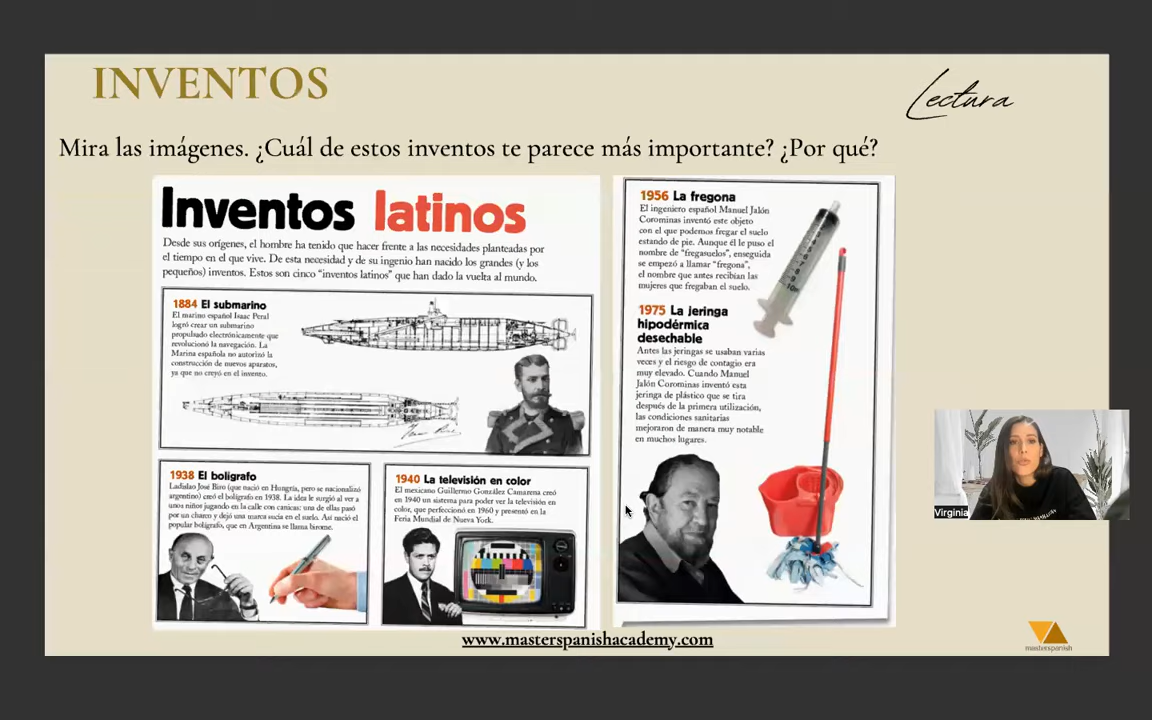 INVENTOS
Lectura
Mira las imágenes. ¿Cuál de estos inventos te parece más importante? ¿Por qué?
Inventos latinos
Desde sus orígenes, el hombre ha tenido que hacer frente a las necesidades planteadas por
el tiempo en el que vive. De esta necesidad y de su ingenio han nacido los grandes (y los
pequeños) inventos. Estos son cinco "inventos latinos" que han dado la vuelta al mundo.
1884 El submarino
El marino español Isaac Peral
logró crear un submarino
propulsado electrónicamente que
revolucionó la navegación. La
Marina española no autorizó la
construcción de nuevos aparatos,
ya que no creyó en el invento.
1938 El bolígrafo
Ladislao José Biro (que nació en Hungría, pero se nacionalizó
argentino) creó el bolígrafo en 1938. La idea le surgió al ver a
unos niños jugando en la calle con canicas: una de ellas pasó
por un charco y dejó una marca sucia en el suelo. Así nació el
popular bolígrafo, que en Argentina se llama birome.
1940 La televisión en color
El mexicano Guillermo González Camarena creó
en 1940 un sistema para poder ver la televisión en
color, que perfeccionó en 1960 y presentó en la
Feria Mundial de Nueva York.
1956 La fregona
El ingeniero español Manuel Jalón
Corominas inventó este objeto
con el que podemos fregar el suelo
estando de pie. Aunque él le puso el
nombre de "fregasuelos", enseguida
se empezó a llamar "fregona",
el nombre que antes recibían las
mujeres que fregaban el suelo.
1975 La jeringa
hipodérmica
desechable
Antes las jeringas se usaban varias
veces y el riesgo de contagio era
muy elevado. Cuando Manuel
Jalón Corominas inventó esta
jeringa de plástico que se tira
después de la primera utilización,
las condiciones sanitarias
mejoraron de manera muy notable
en muchos lugares.
Virginia
www.masterspanishacademy.com
masterspanish